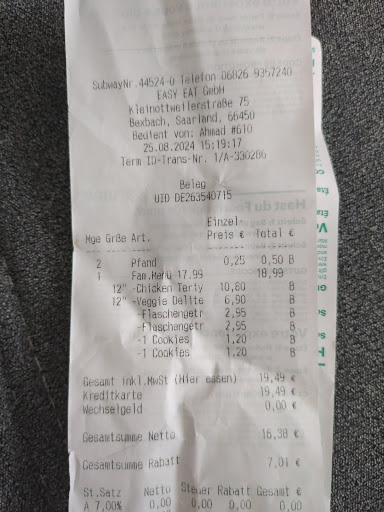 SubwayNr.44524-0 Telefon 06826 9357240
EASY EAT GmbH
Kleinottweilerstraße 75
Bexbach, Saarland, 66450
Bedient von: Ahmad #610
25.08.2024 15:19:17
Term ID-Trans-Nr. 1/A-330286
Beleg
UID DE263540715
Einzel
Mge Größe Art. Preis € Total €
2 Pfand 0,25 0,50 B
1 Fam.Menü 17.99 18,99
12" -Chicken Teriy 10,80 B
12" -Veggie Delite 6,90 B
-Flaschengetr 2,95 B
-Flaschengetr 2,95 B
-1 Cookies 1,20 B
-1 Cookies 1,20 B
Gesamt inkl.MwSt (Hier essen) 19,49 €
Kreditkarte 19,49 €
Wechselgeld 0,00 €
Gesamtsumme Netto 16,38 €
Gesamtsumme Rabatt 7,01 €
St.Satz Netto Steuer Rabatt Gesamt €
A 7,00% 0,00 0,00 0,00 0,00